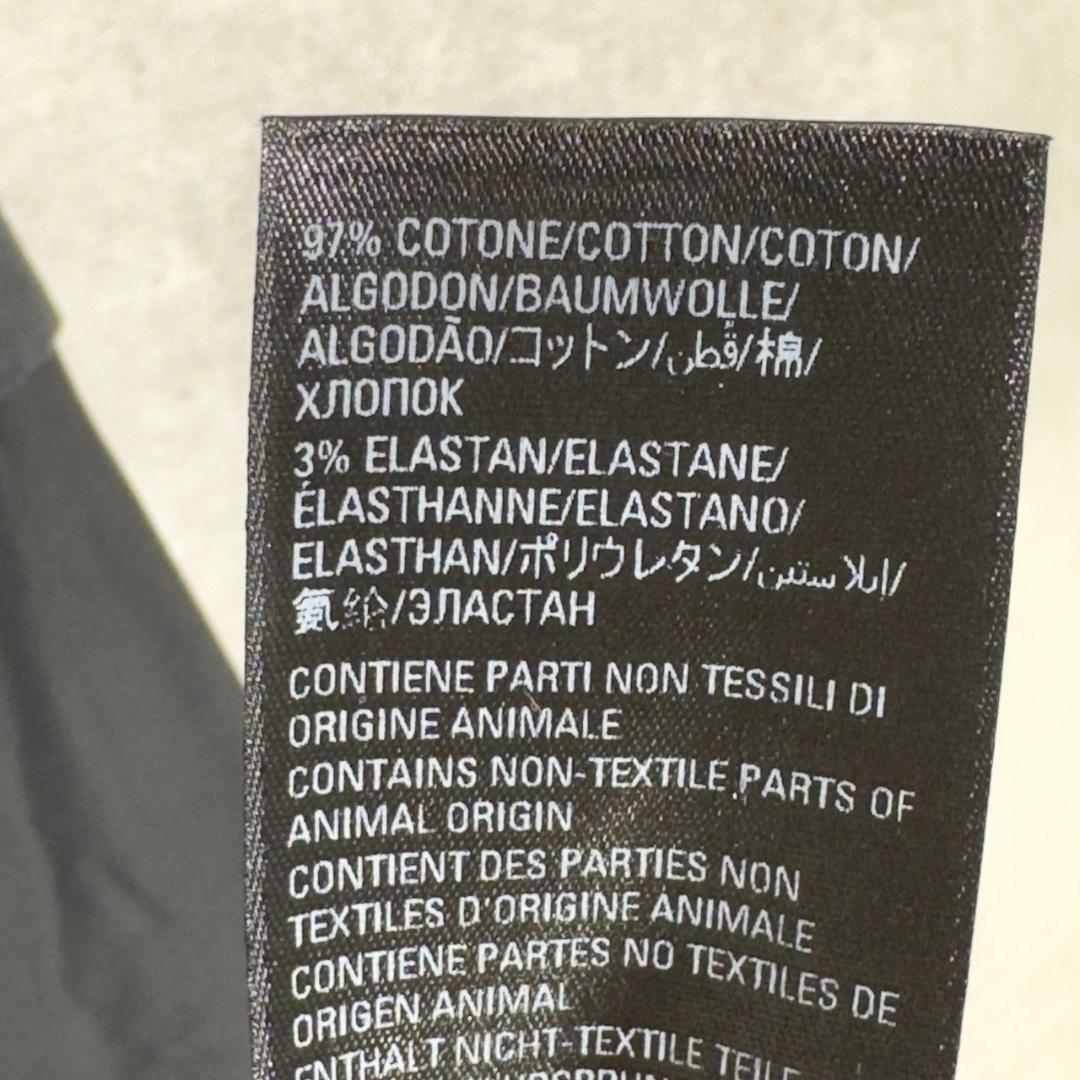 97% COTONE/COTTON/COTON/
ALGODON/BAUMWOLLE/
ALGODÃO/コットン/قطن/棉/
ХЛОПОК
3% ELASTAN/ELASTANE/
ÉLASTHANNE/ELASTANO/
ELASTHAN/ポリウレタン/ايلاستين/
氨纶/ЭЛАСТАН
CONTIENE PARTI NON TESSILI DI
ORIGINE ANIMALE
CONTAINS NON-TEXTILE PARTS OF
ANIMAL ORIGIN
CONTIENT DES PARTIES NON
TEXTILES D'ORIGINE ANIMALE
CONTIENE PARTES NO TEXTILES DE
ORIGEN ANIMAL
ENTHALT NICHT-TEXTILE TEILE